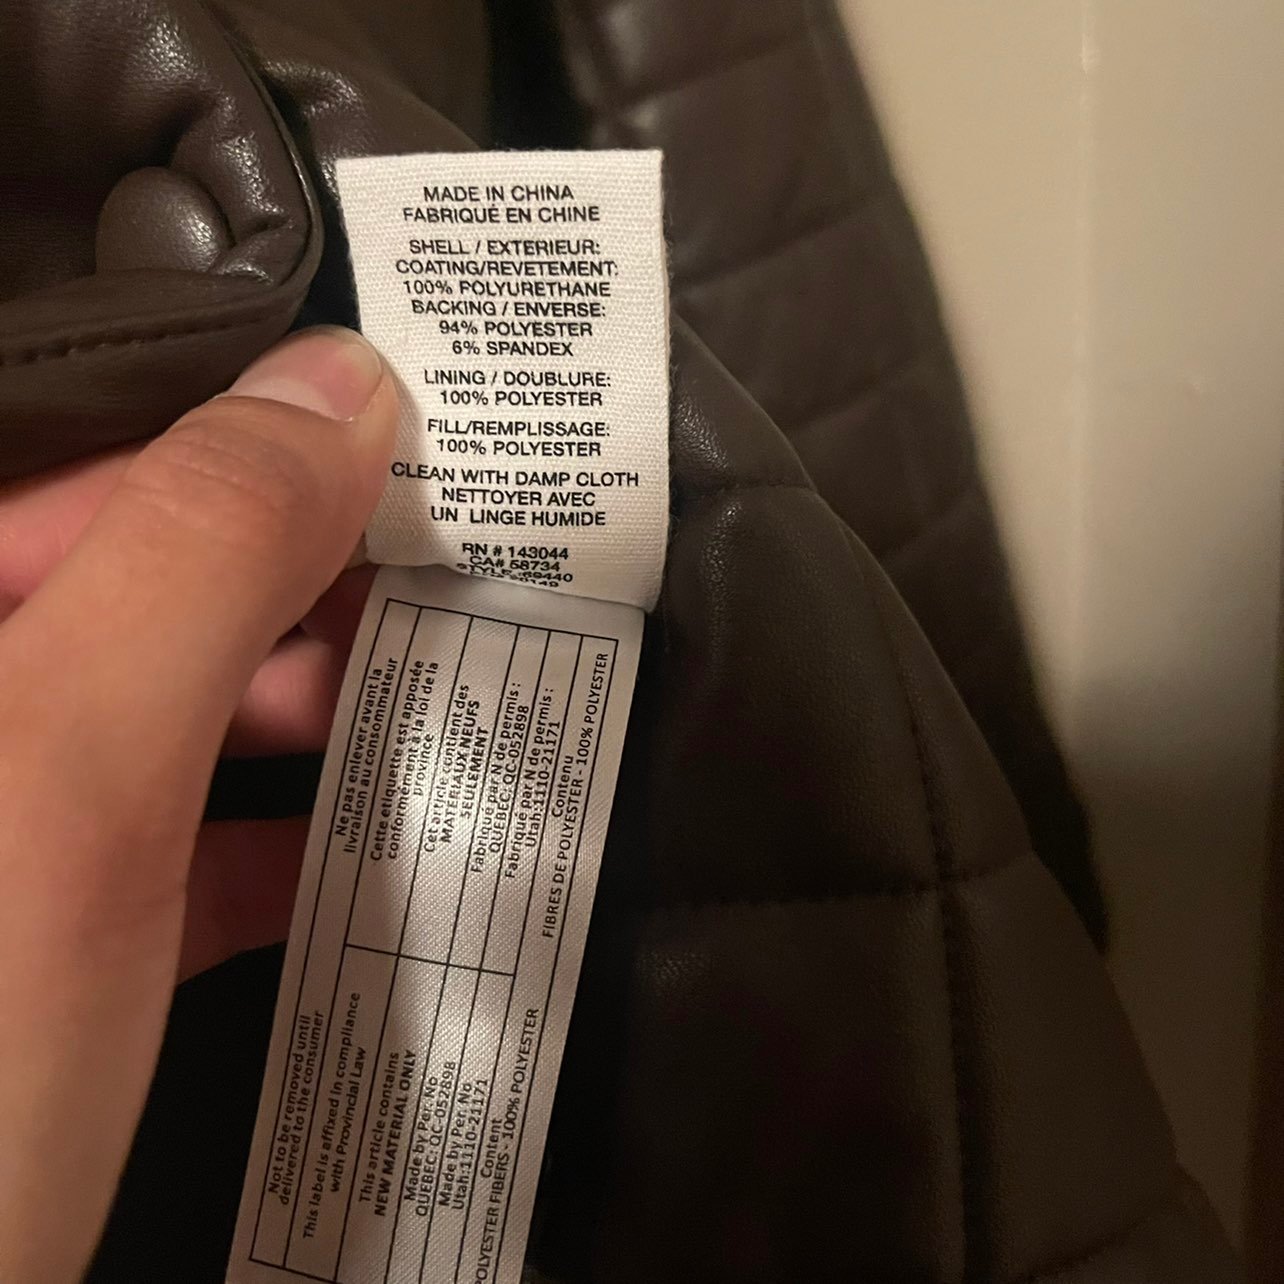 MADE IN CHINA
FABRIQUÉ EN CHINE
SHELL / EXTERIEUR:
COATING/REVETEMENT:
100% POLYURETHANE
BACKING / ENVERSE:
94% POLYESTER
6% SPANDEX
LINING / DOUBLURE:
100% POLYESTER
FILL/REMPLISSAGE:
100% POLYESTER
CLEAN WITH DAMP CLOTH
NETTOYER AVEC
UN LINGE HUMIDE
RN # 143044
CA# 58734
Ne pas enlever avant la
livraison au consommateur
Cette etiquette est apposée
conformément à la loi de la
province
Cet article contient des
MATERIAUX NEUFS
SEULEMENT
Fabrique par N de permis :
QUEBEC: QC-052898
Fabriqué par N de permis :
Utah:1110-21171
Contenu
FIBRES DE POLYESTER - 100% POLYESTER
Not to be removed until
delivered to the consumer
This label is affixed in compliance
with Provincial Law
This article contains
NEW MATERIAL ONLY
Made by Per. No
QUEBEC: QC-052898
Made by Per. No
Utah:1110-21171
Content
POLYESTER FIBERS - 100% POLYESTER